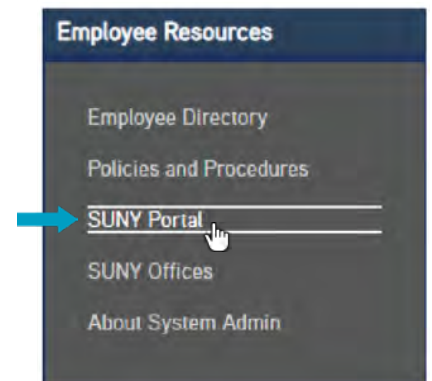 Employee Resources
Employee Directory
Policies and Procedures
SUNY Portal
SUNY Offices
About System Admin